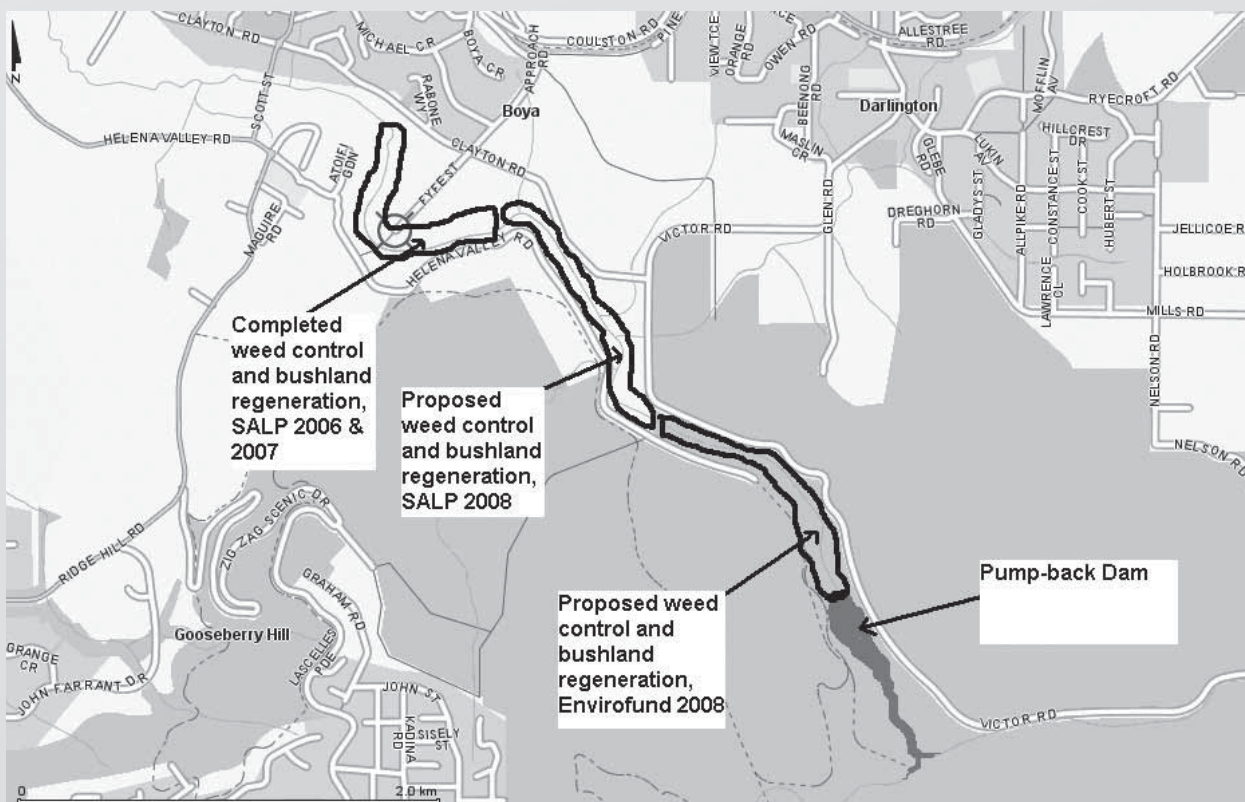 CLAYTON RD
MICHAEL CR
BOYA CR
APPROACH RD
COULSTON RD
PINE
VIEW TCE
ORANGE RD
OWEN RD
ALLESTREE RD
SCOTT ST
RABONE WY
Boya
BEENONG RD
Darlington
MOFFLIN AV
RYECROFT RD
HELENA VALLEY RD
ATOIFI GDN
CLAYTON RD
FYFE ST
MASLIN CR
GLEBE RD
LUKIN AV
HILLCREST DR
CONSTANCE ST
COOK ST
HUBERT ST
MAGUIRE RD
HELENA VALLEY RD
VICTOR RD
GLEN RD
DREGHORN RD
GLADYS ST
ALLPIKE RD
LAWRENCE CL
JELLICOE R
HOLBROOK R
MILLS RD
NELSON RD
NELSON RD
Completed
weed control
and bushland
regeneration,
SALP 2006 &
2007
Proposed
weed control
and bushland
regeneration,
SALP 2008
Proposed weed
control and
bushland
regeneration,
Envirofund 2008
Pump-back Dam
RIDGE HILL RD
ZIG ZAG SCENIC DR
GRAHAM RD
Gooseberry Hill
LASCELLES PDE
GRANGE CR
JOHN FARRANT DR
JOHN ST
KADINA RD
SISELY ST
VICTOR RD
0
2.0 km
N